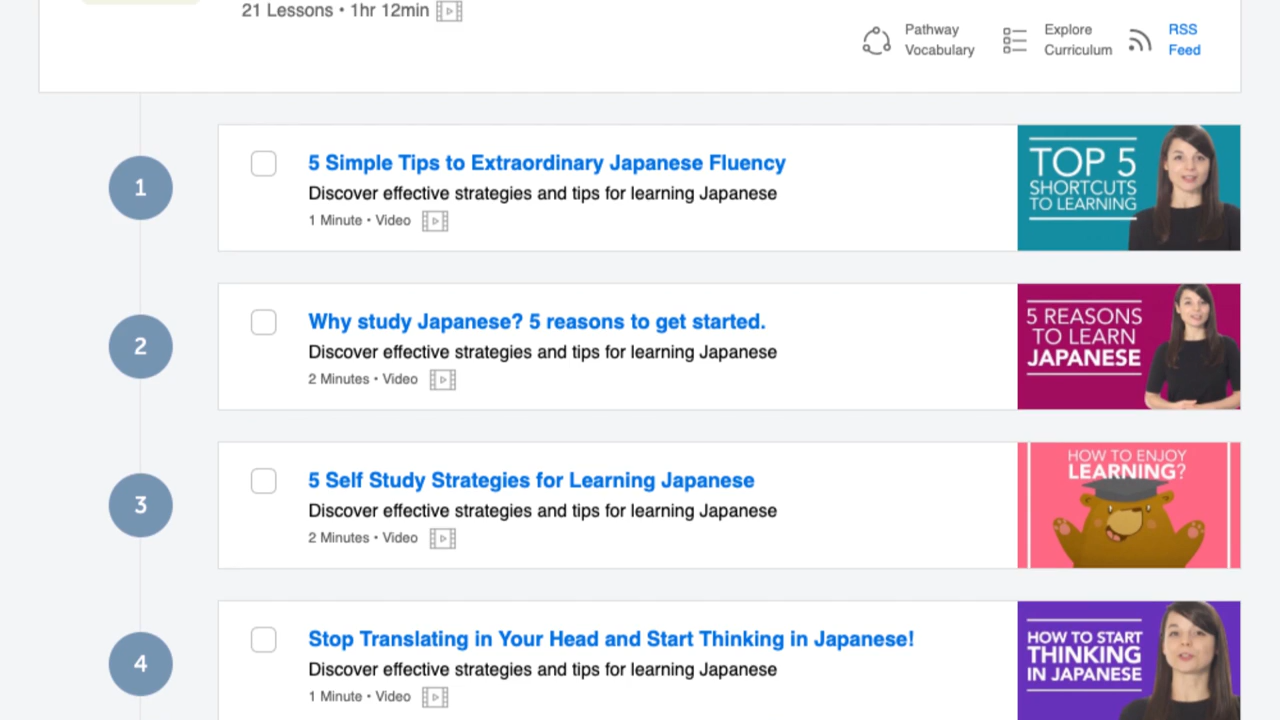 21 Lessons • 1hr 12min
Pathway
Vocabulary
Explore
Curriculum
RSS
Feed
1
5 Simple Tips to Extraordinary Japanese Fluency
Discover effective strategies and tips for learning Japanese
1 Minute • Video
TOP 5
SHORTCUTS
TO LEARNING
2
Why study Japanese? 5 reasons to get started.
Discover effective strategies and tips for learning Japanese
2 Minutes • Video
5 REASONS
TO LEARN
JAPANESE
3
5 Self Study Strategies for Learning Japanese
Discover effective strategies and tips for learning Japanese
2 Minutes • Video
HOW TO ENJOY
LEARNING?
4
Stop Translating in Your Head and Start Thinking in Japanese!
Discover effective strategies and tips for learning Japanese
1 Minute • Video
HOW TO START
THINKING
IN JAPANESE